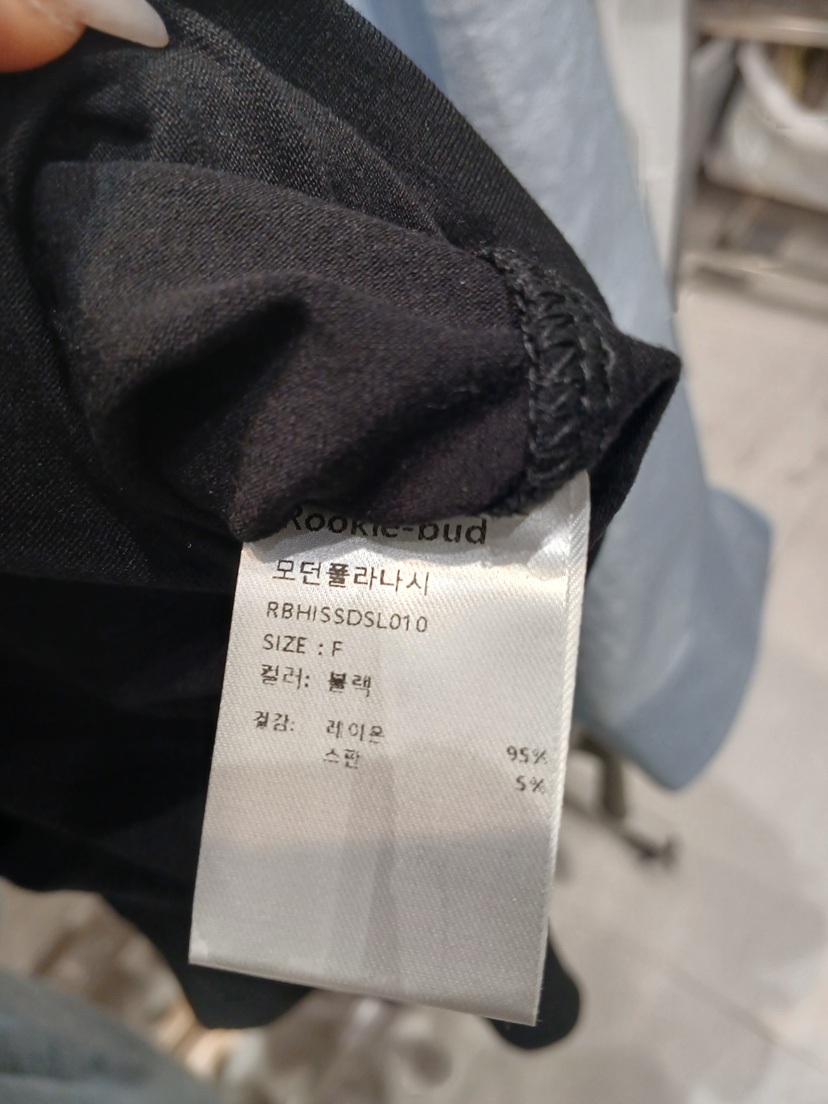 Rookie-bud
모던폴라나시
RBHISSDSL010
SIZE : F
컬러: 블랙
겉감: 레이온 95%
스판 5%